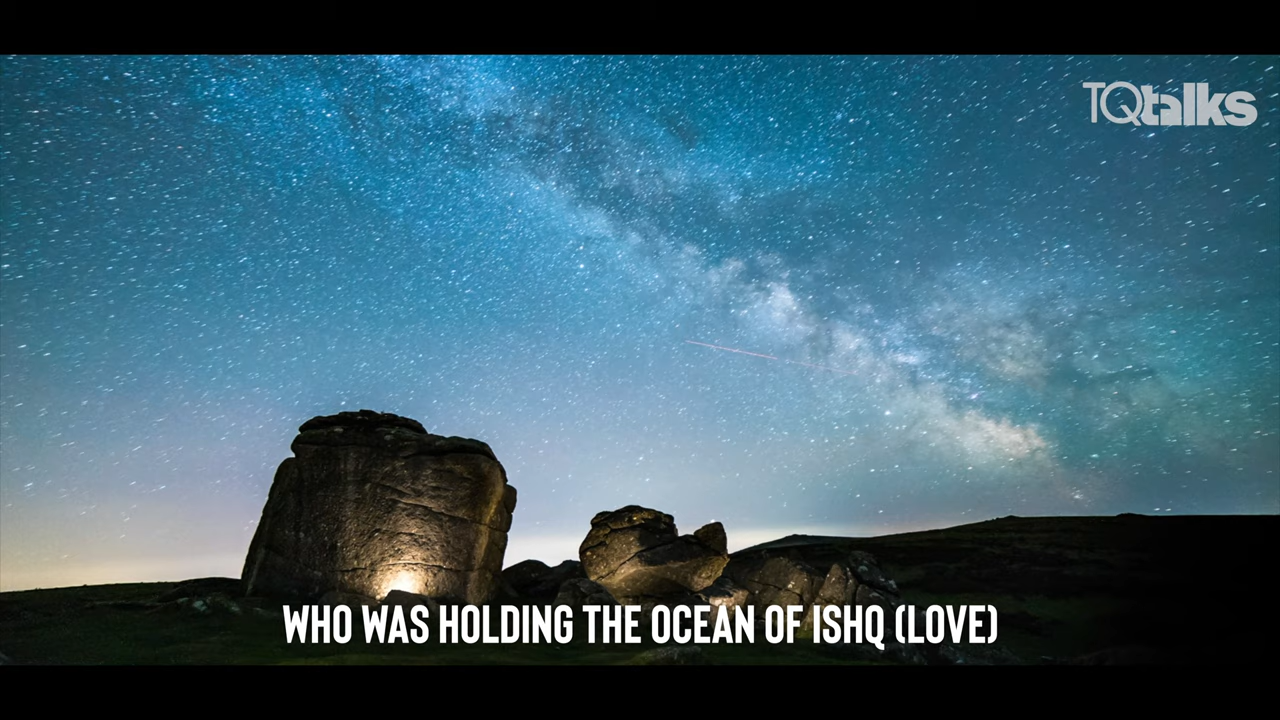 TQtalks
WHO WAS HOLDING THE OCEAN OF ISHQ (LOVE)